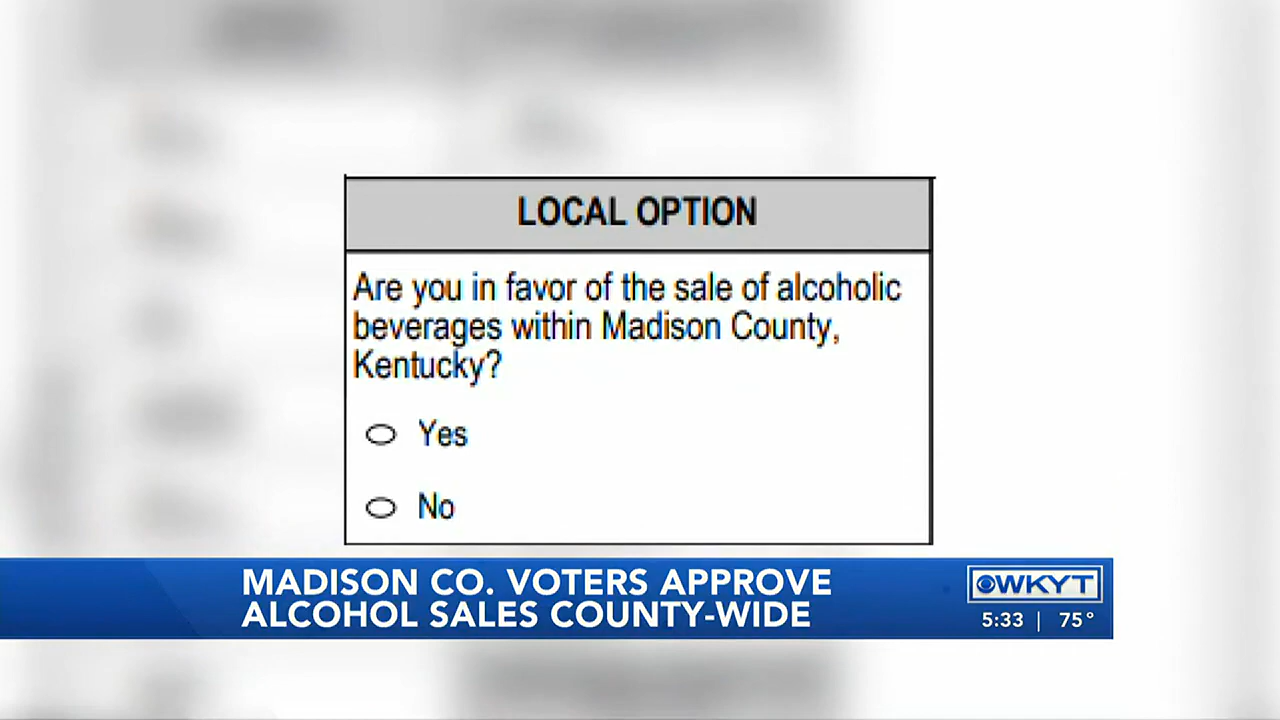 LOCAL OPTION
Are you in favor of the sale of alcoholic
beverages within Madison County,
Kentucky?
Yes
No
MADISON CO. VOTERS APPROVE
ALCOHOL SALES COUNTY-WIDE
WKYT
5:33 | 75°